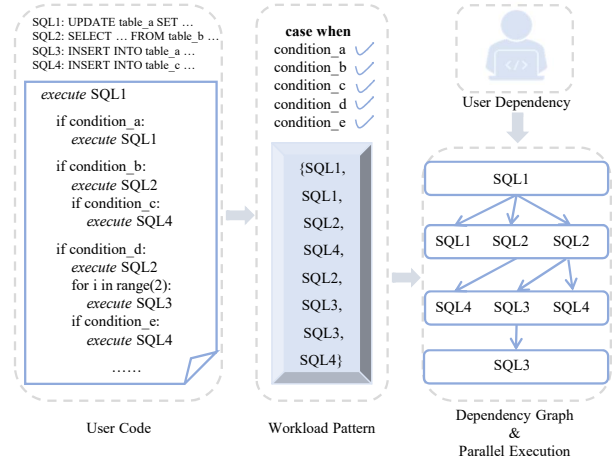 SQL1: UPDATE table_a SET …
SQL2: SELECT … FROM table_b …
SQL3: INSERT INTO table_a …
SQL4: INSERT INTO table_c …
execute SQL1
if condition_a:
execute SQL1
if condition_b:
execute SQL2
if condition_c:
execute SQL4
if condition_d:
execute SQL2
for i in range(2):
execute SQL3
if condition_e:
execute SQL4
……
User Code
case when
condition_a
condition_b
condition_c
condition_d
condition_e
{SQL1,
SQL1,
SQL2,
SQL4,
SQL2,
SQL3,
SQL3,
SQL4}
Workload Pattern
</>
User Dependency
SQL1
SQL1 SQL2 SQL2
SQL4 SQL3 SQL4
SQL3
Dependency Graph
&
Parallel Execution